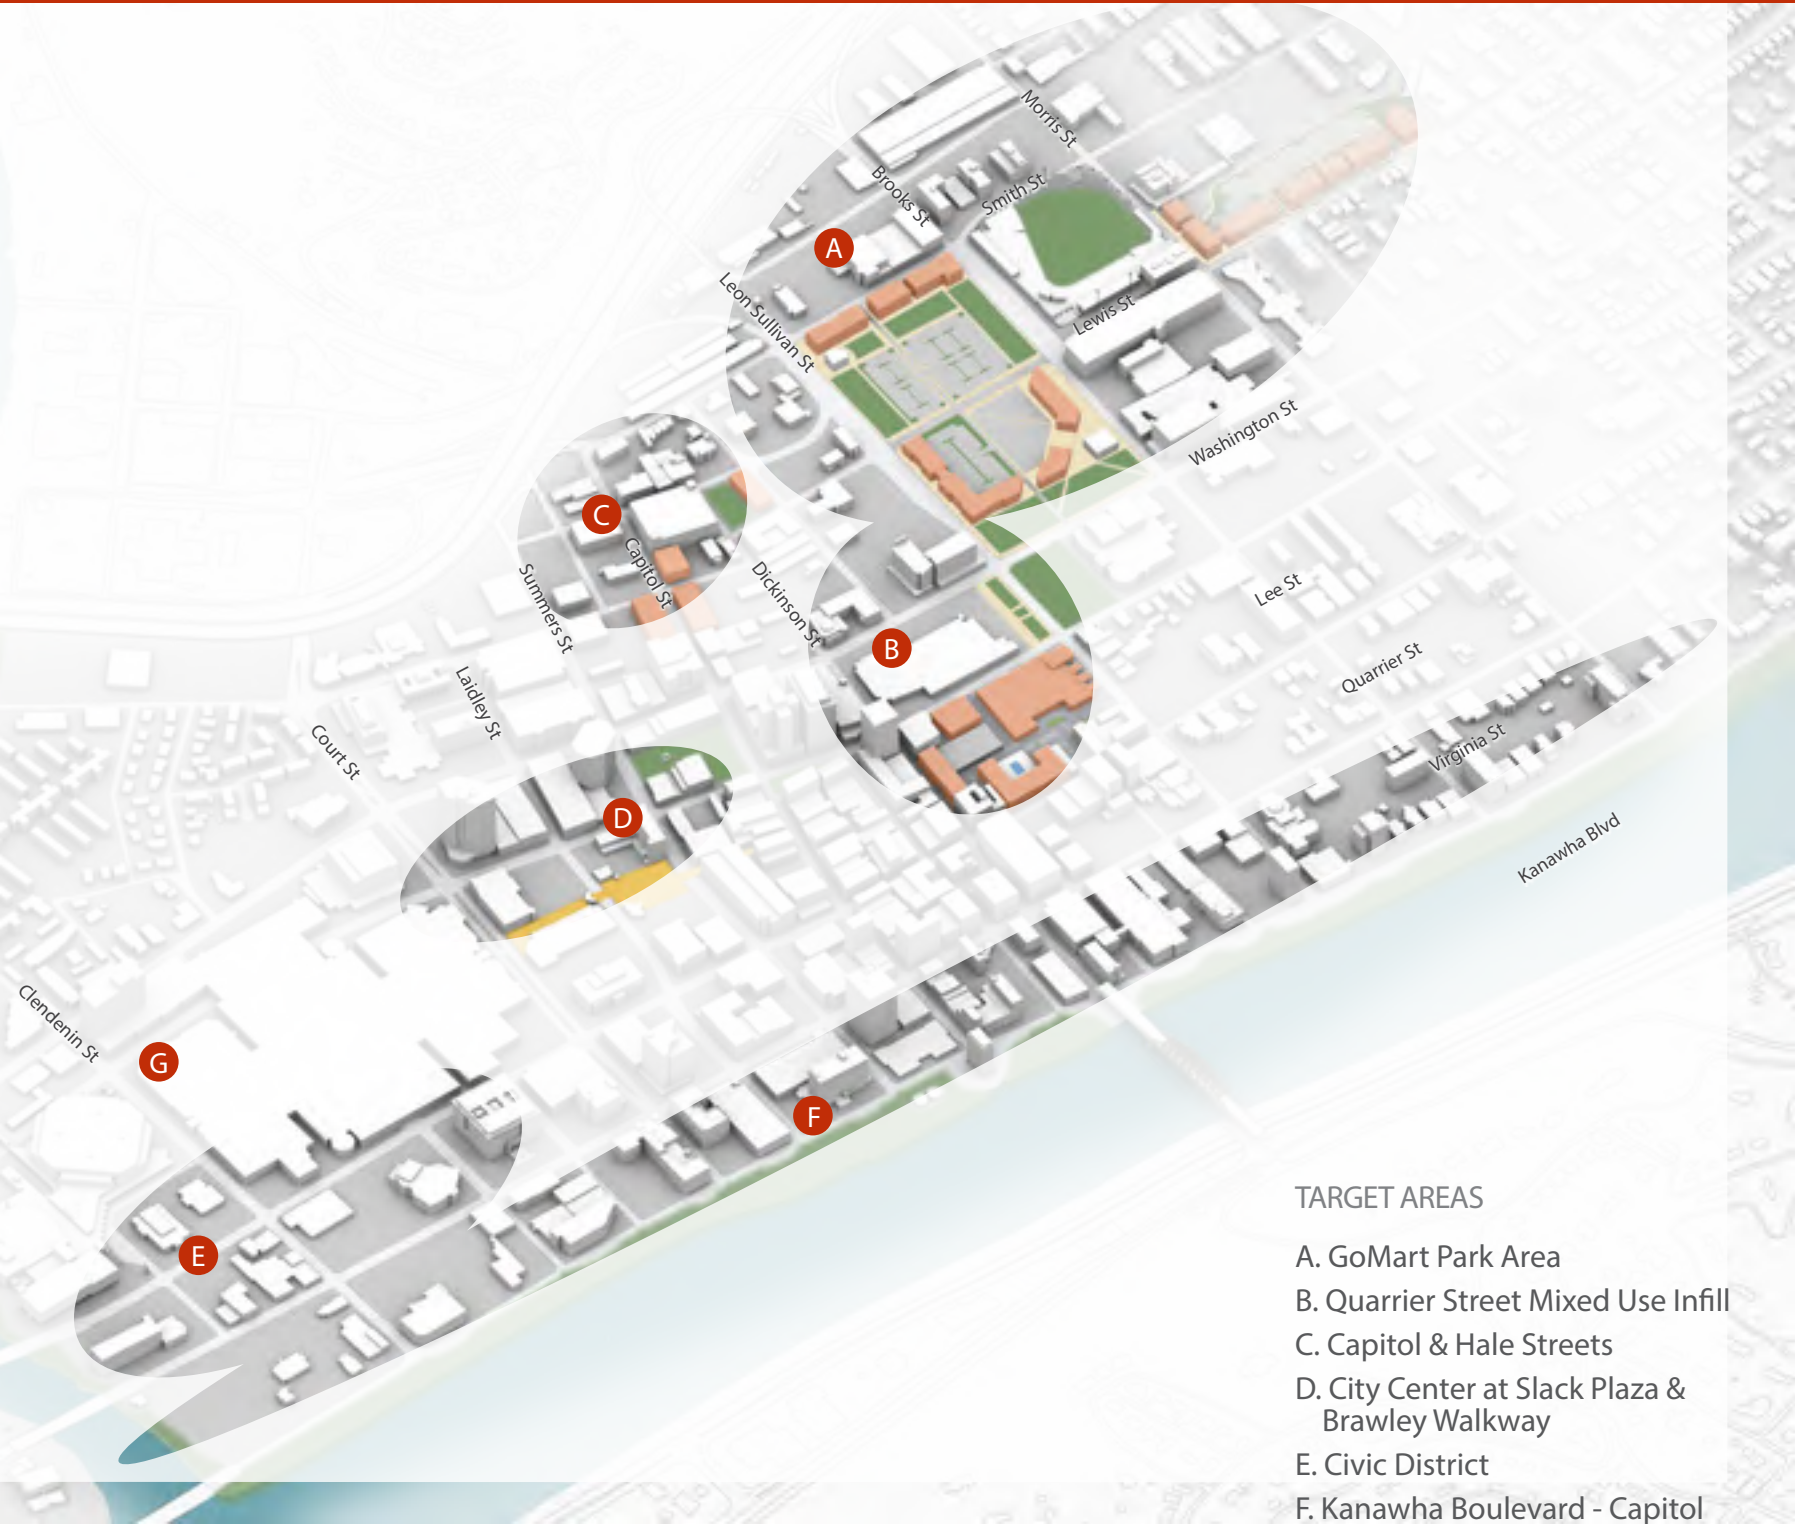 Morris St
Brooks St
Smith St
A
Leon Sullivan St
Lewis St
Washington St
C
Capitol St
Summers St
Dickinson St
Lee St
B
Quarrier St
Laidley St
Court St
Virginia St
D
Kanawha Blvd
Clendenin St
G
F
E
TARGET AREAS
A. GoMart Park Area
B. Quarrier Street Mixed Use Infill
C. Capitol & Hale Streets
D. City Center at Slack Plaza &
Brawley Walkway
E. Civic District
F. Kanawha Boulevard - Capitol